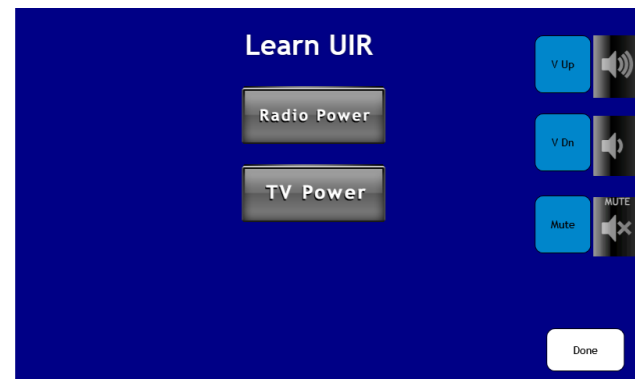 Learn UIR
V Up
Radio Power
V Dn
TV Power
MUTE
Mute
Done